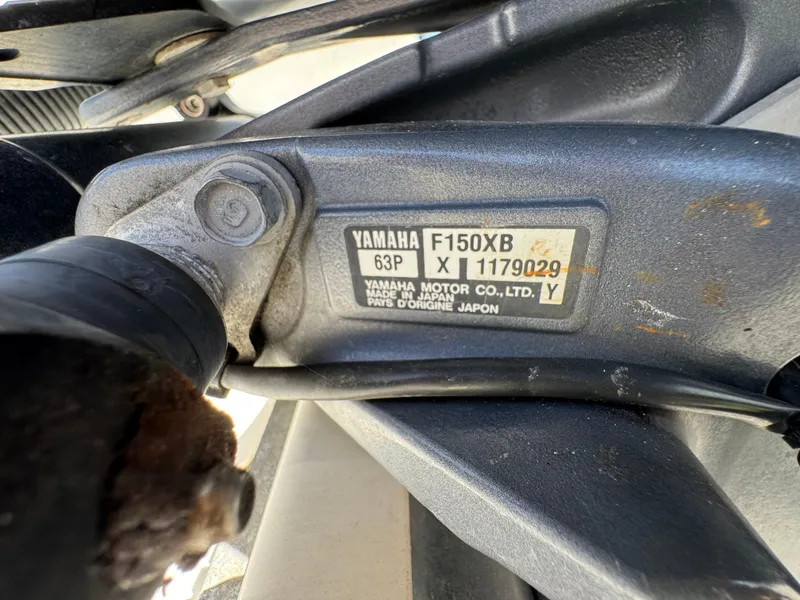 YAMAHA F150XB
63P X 1179029
YAMAHA MOTOR CO., LTD. Y
MADE IN JAPAN
PAYS D'ORIGINE JAPON